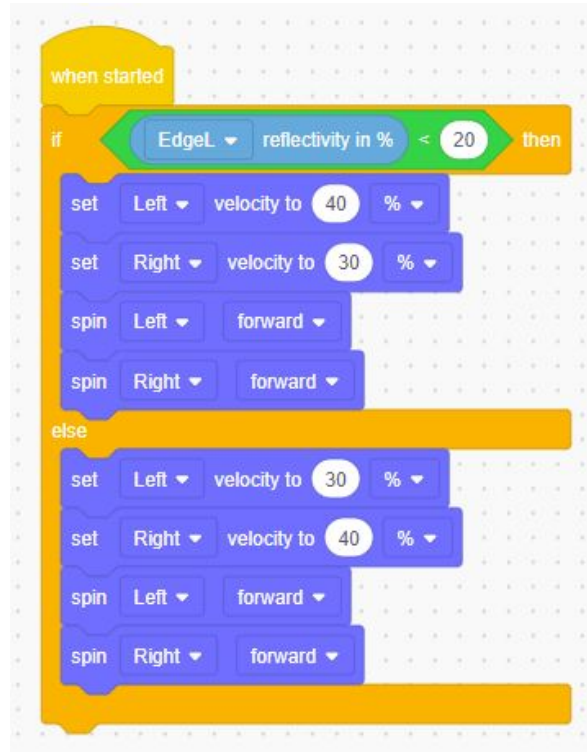 when started
if EdgeL reflectivity in % < 20 then
set Left velocity to 40 %
set Right velocity to 30 %
spin Left forward
spin Right forward
else
set Left velocity to 30 %
set Right velocity to 40 %
spin Left forward
spin Right forward